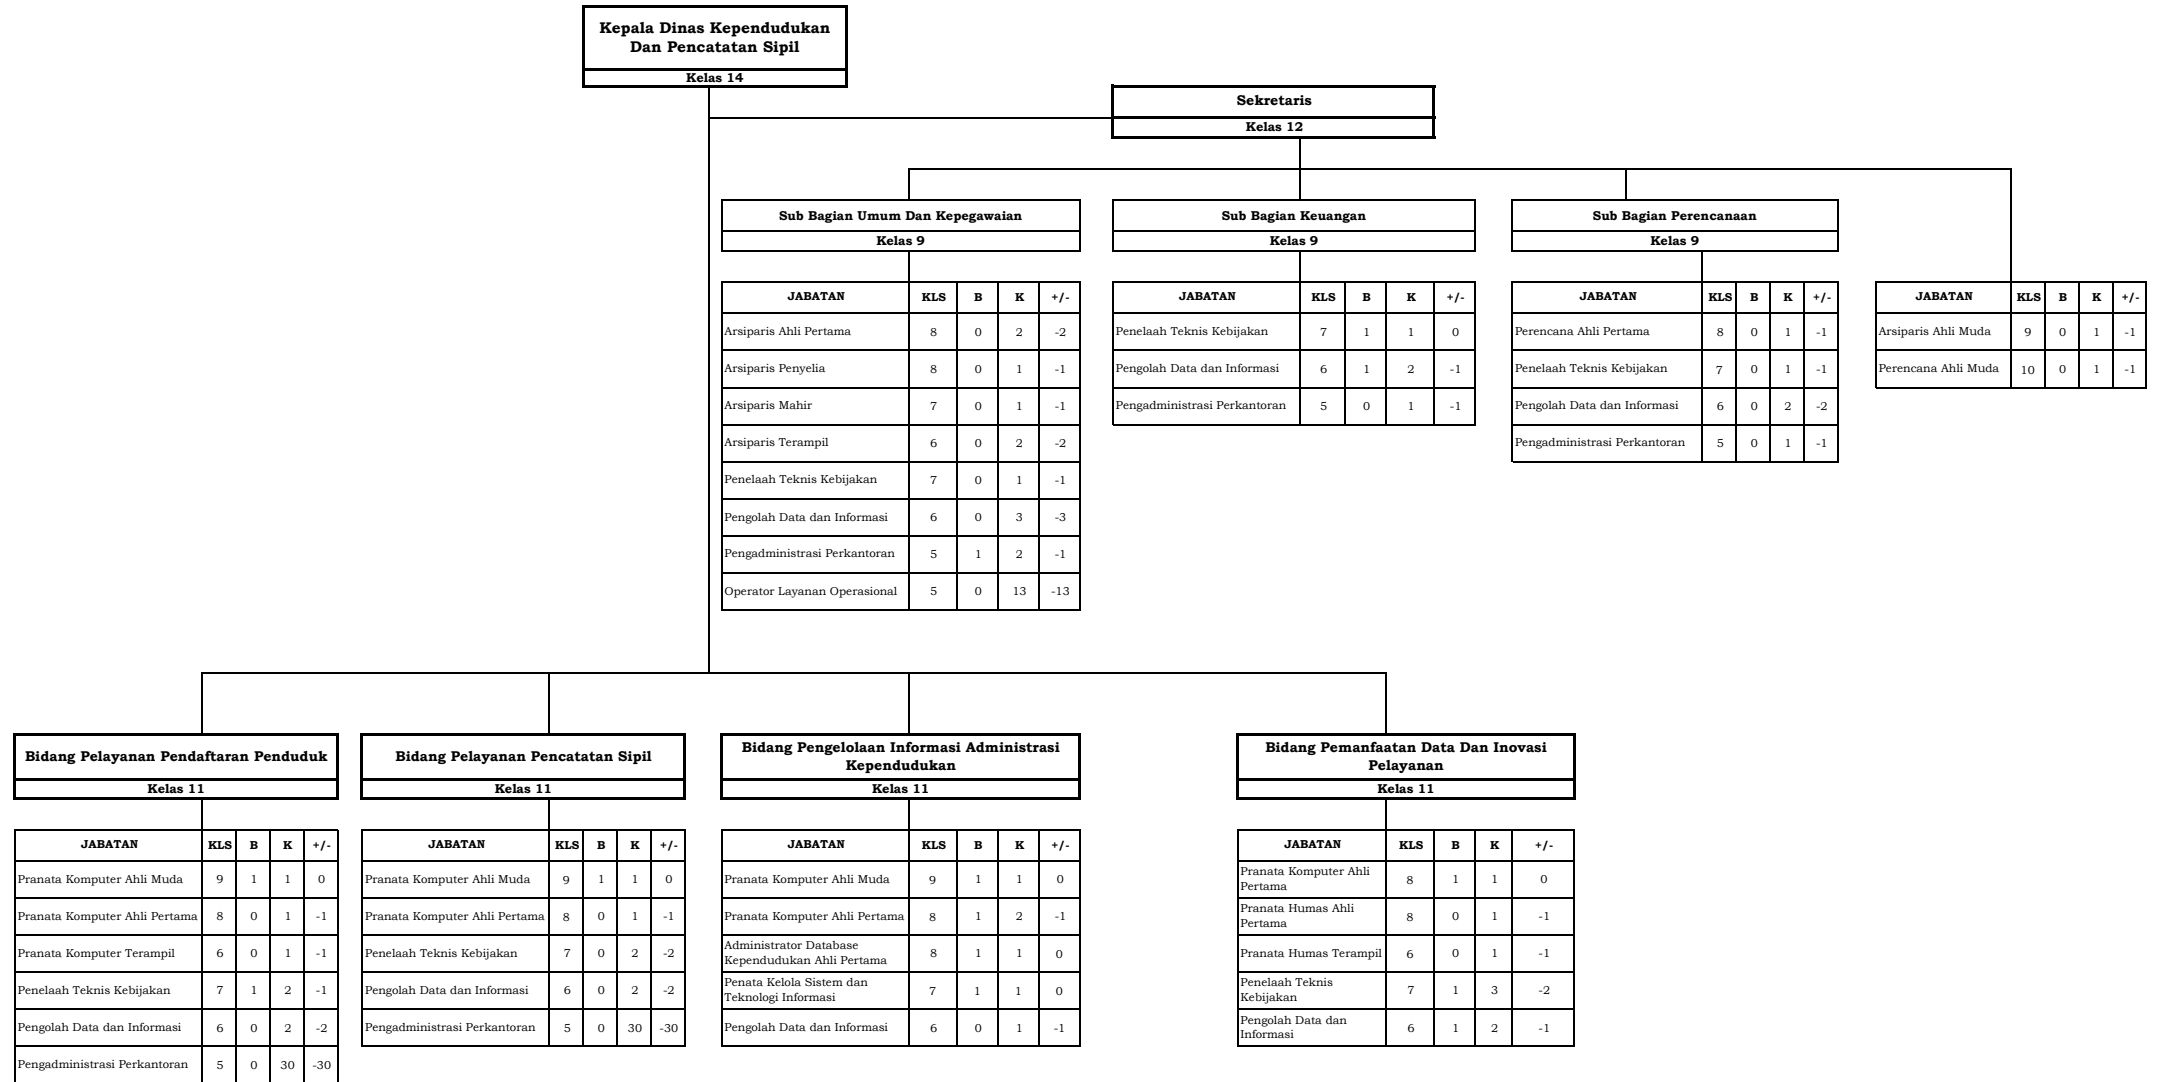 Kepala Dinas Kependudukan
Dan Pencatatan Sipil
Kelas 14
Sekretaris
Kelas 12
Sub Bagian Umum Dan Kepegawaian
Kelas 9
JABATAN KLS B K +/-
Arsiparis Ahli Pertama 8 0 2 -2
Arsiparis Penyelia 8 0 1 -1
Arsiparis Mahir 7 0 1 -1
Arsiparis Terampil 6 0 2 -2
Penelaah Teknis Kebijakan 7 0 1 -1
Pengolah Data dan Informasi 6 0 3 -3
Pengadministrasi Perkantoran 5 1 2 -1
Operator Layanan Operasional 5 0 13 -13
Sub Bagian Keuangan
Kelas 9
JABATAN KLS B K +/-
Penelaah Teknis Kebijakan 7 1 1 0
Pengolah Data dan Informasi 6 1 2 -1
Pengadministrasi Perkantoran 5 0 1 -1
Sub Bagian Perencanaan
Kelas 9
JABATAN KLS B K +/-
Perencana Ahli Pertama 8 0 1 -1
Penelaah Teknis Kebijakan 7 0 1 -1
Pengolah Data dan Informasi 6 0 2 -2
Pengadministrasi Perkantoran 5 0 1 -1
JABATAN KLS B K +/-
Arsiparis Ahli Muda 9 0 1 -1
Perencana Ahli Muda 10 0 1 -1
Bidang Pelayanan Pendaftaran Penduduk
Kelas 11
JABATAN KLS B K +/-
Pranata Komputer Ahli Muda 9 1 1 0
Pranata Komputer Ahli Pertama 8 0 1 -1
Pranata Komputer Terampil 6 0 1 -1
Penelaah Teknis Kebijakan 7 1 2 -1
Pengolah Data dan Informasi 6 0 2 -2
Pengadministrasi Perkantoran 5 0 30 -30
Bidang Pelayanan Pencatatan Sipil
Kelas 11
JABATAN KLS B K +/-
Pranata Komputer Ahli Muda 9 1 1 0
Pranata Komputer Ahli Pertama 8 0 1 -1
Penelaah Teknis Kebijakan 7 0 2 -2
Pengolah Data dan Informasi 6 0 2 -2
Pengadministrasi Perkantoran 5 0 30 -30
Bidang Pengelolaan Informasi Administrasi
Kependudukan
Kelas 11
JABATAN KLS B K +/-
Pranata Komputer Ahli Muda 9 1 1 0
Pranata Komputer Ahli Pertama 8 1 2 -1
Administrator Database
Kependudukan Ahli Pertama 8 1 1 0
Penata Kelola Sistem dan
Teknologi Informasi 7 1 1 0
Pengolah Data dan Informasi 6 0 1 -1
Bidang Pemanfaatan Data Dan Inovasi
Pelayanan
Kelas 11
JABATAN KLS B K +/-
Pranata Komputer Ahli
Pertama 8 1 1 0
Pranata Humas Ahli
Pertama 8 0 1 -1
Pranata Humas Terampil 6 0 1 -1
Penelaah Teknis
Kebijakan 7 1 3 -2
Pengolah Data dan
Informasi 6 1 2 -1